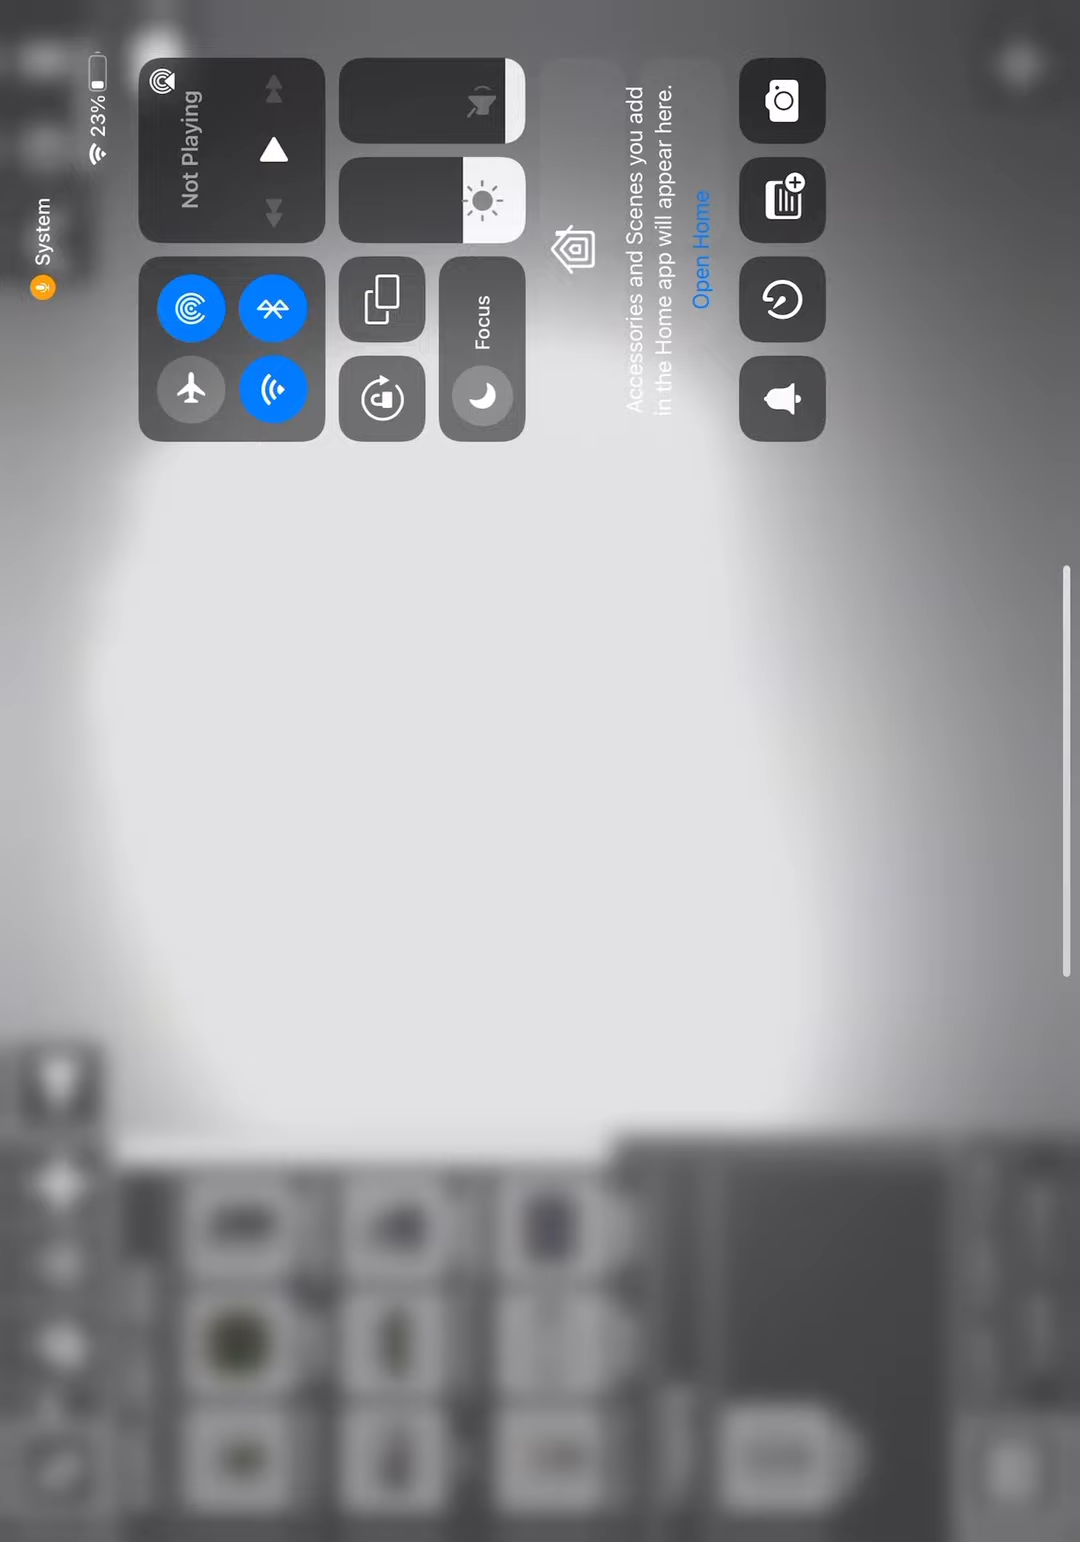 System
23%
Not Playing
Focus
Accessories and Scenes you add
in the Home app will appear here.
Open Home